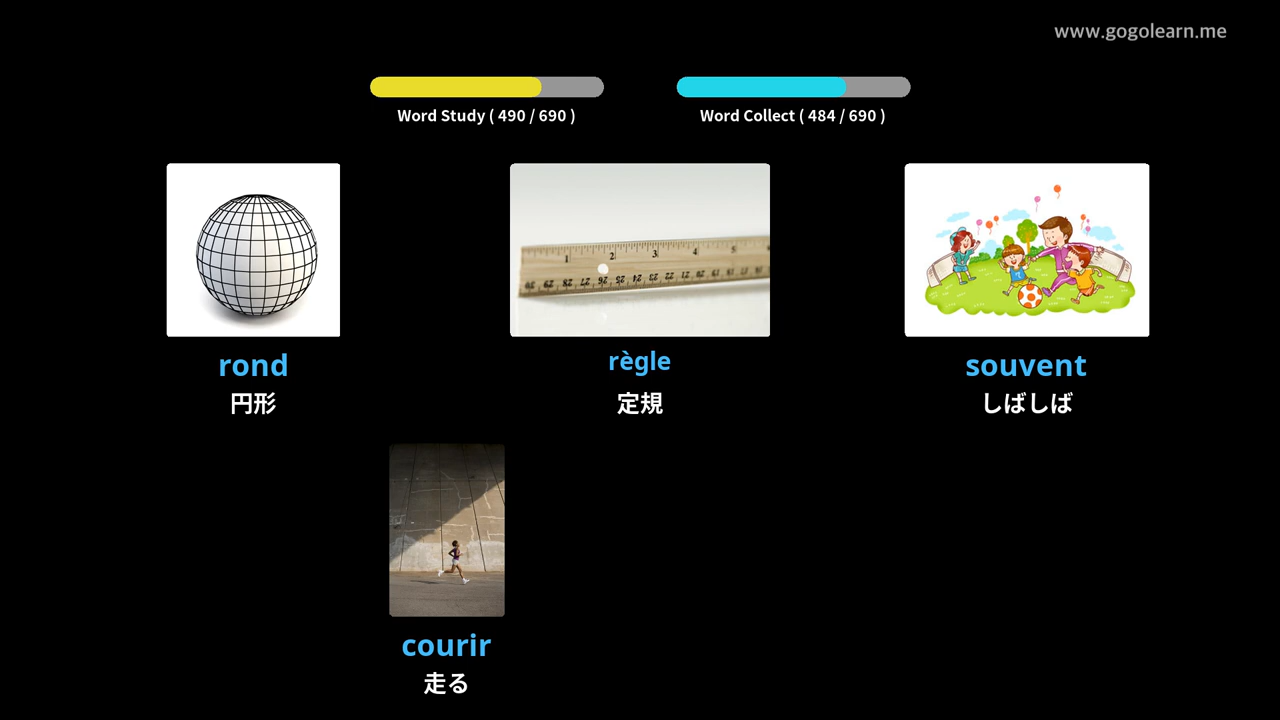 www.gogolearn.me
Word Study ( 490 / 690 )
Word Collect ( 484 / 690 )
rond
円形
règle
定規
souvent
しばしば
courir
走る